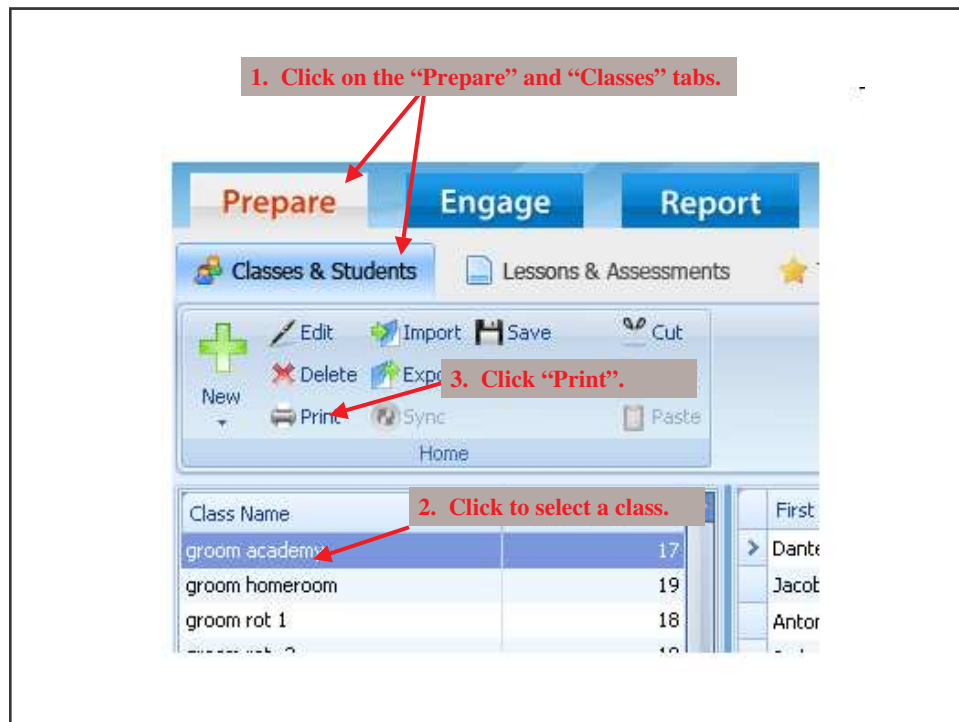 1. Click on the “Prepare” and “Classes” tabs.
Prepare Engage Report
Classes & Students Lessons & Assessments
Edit Import Save Cut
Delete 3. Click “Print”.
New
Print Sync Paste
Home
Class Name 2. Click to select a class. First
groom academy 17
groom homeroom 19 Jacob
groom rot 1 18